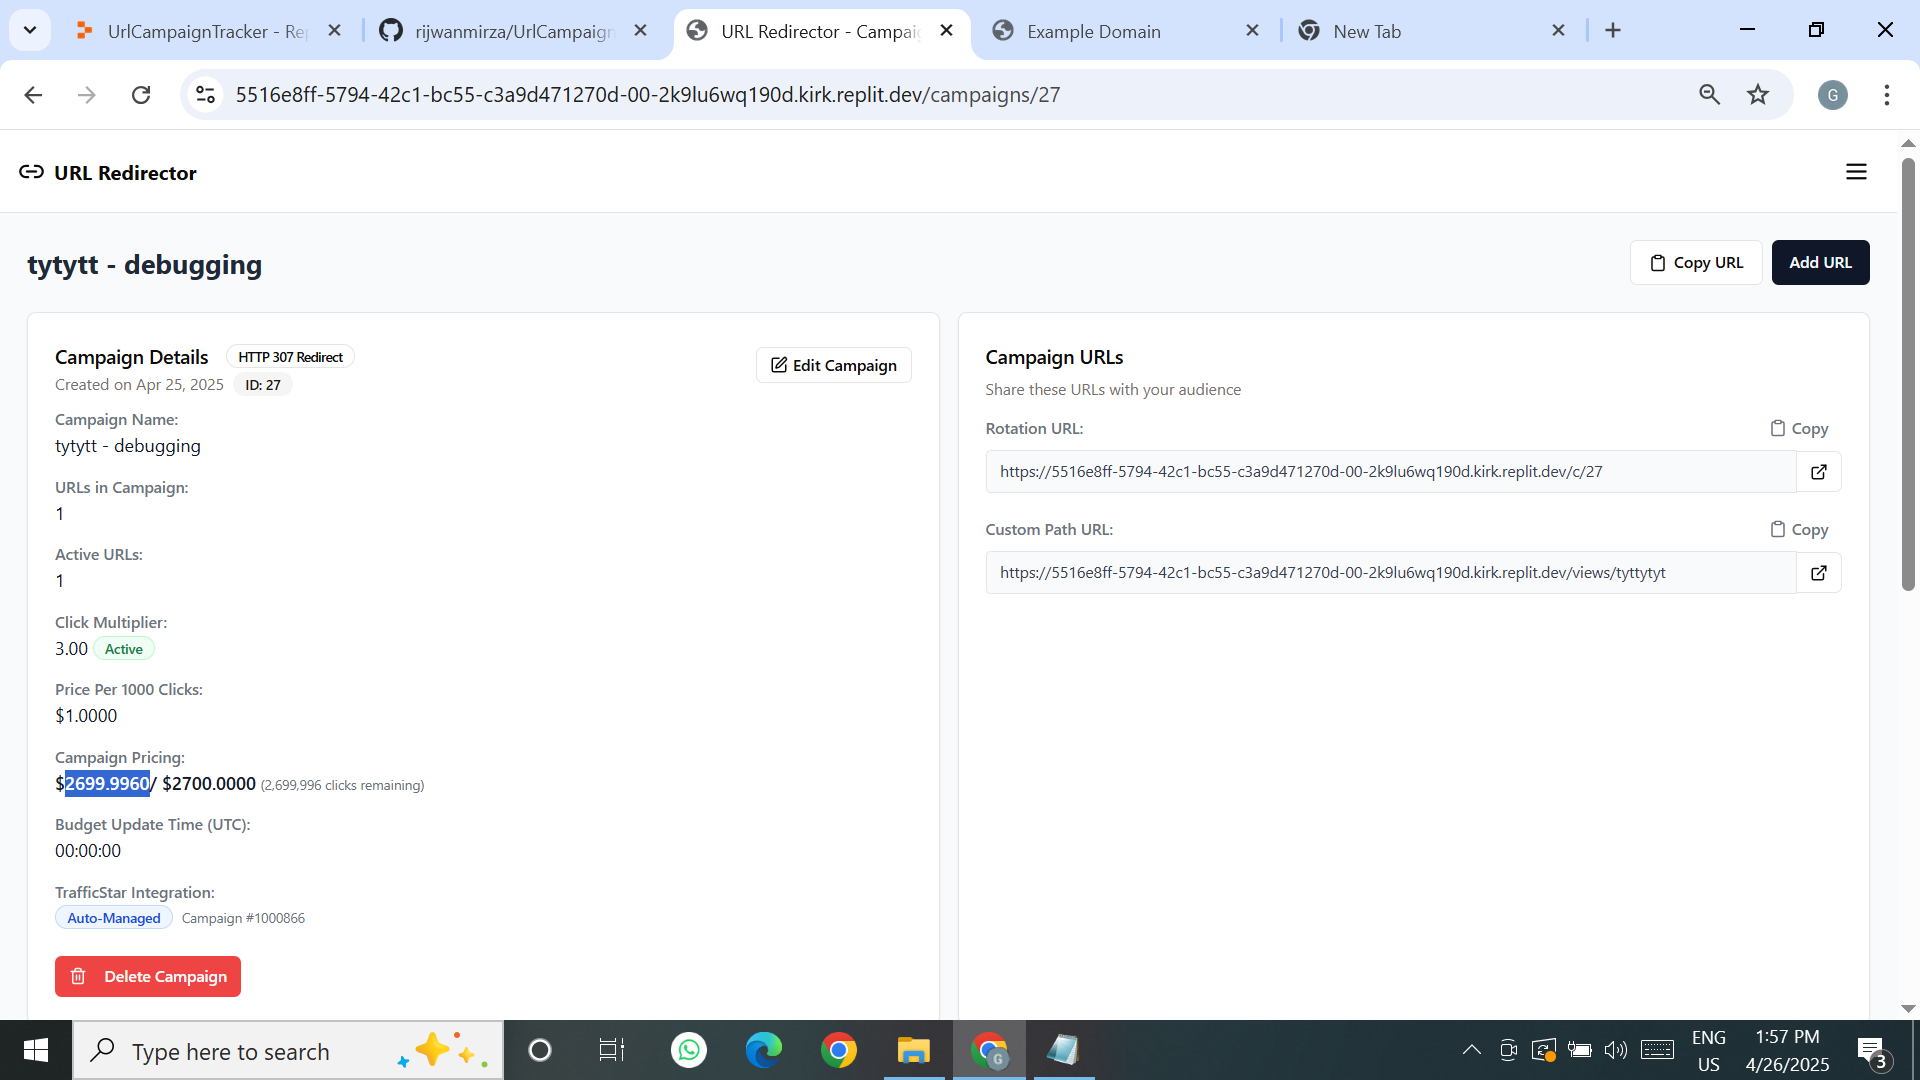 UrlCampaignTracker - Rep
rijwanmirza/UrlCampaign
URL Redirector - Campaig
Example Domain
New Tab
5516e8ff-5794-42c1-bc55-c3a9d471270d-00-2k9lu6wq190d.kirk.replit.dev/campaigns/27
G
URL Redirector
tytytt - debugging
Copy URL
Add URL
Campaign Details
HTTP 307 Redirect
Created on Apr 25, 2025
ID: 27
Edit Campaign
Campaign Name:
tytytt - debugging
URLs in Campaign:
1
Active URLs:
1
Click Multiplier:
3.00 Active
Price Per 1000 Clicks:
$1.0000
Campaign Pricing:
$2699.9960/ $2700.0000 (2,699,996 clicks remaining)
Budget Update Time (UTC):
00:00:00
TrafficStar Integration:
Auto-Managed Campaign #1000866
Delete Campaign
Campaign URLs
Share these URLs with your audience
Rotation URL:
Copy
https://5516e8ff-5794-42c1-bc55-c3a9d471270d-00-2k9lu6wq190d.kirk.replit.dev/c/27
Custom Path URL:
Copy
https://5516e8ff-5794-42c1-bc55-c3a9d471270d-00-2k9lu6wq190d.kirk.replit.dev/views/tyttytyt
Type here to search
G
ENG
US
1:57 PM
4/26/2025
3